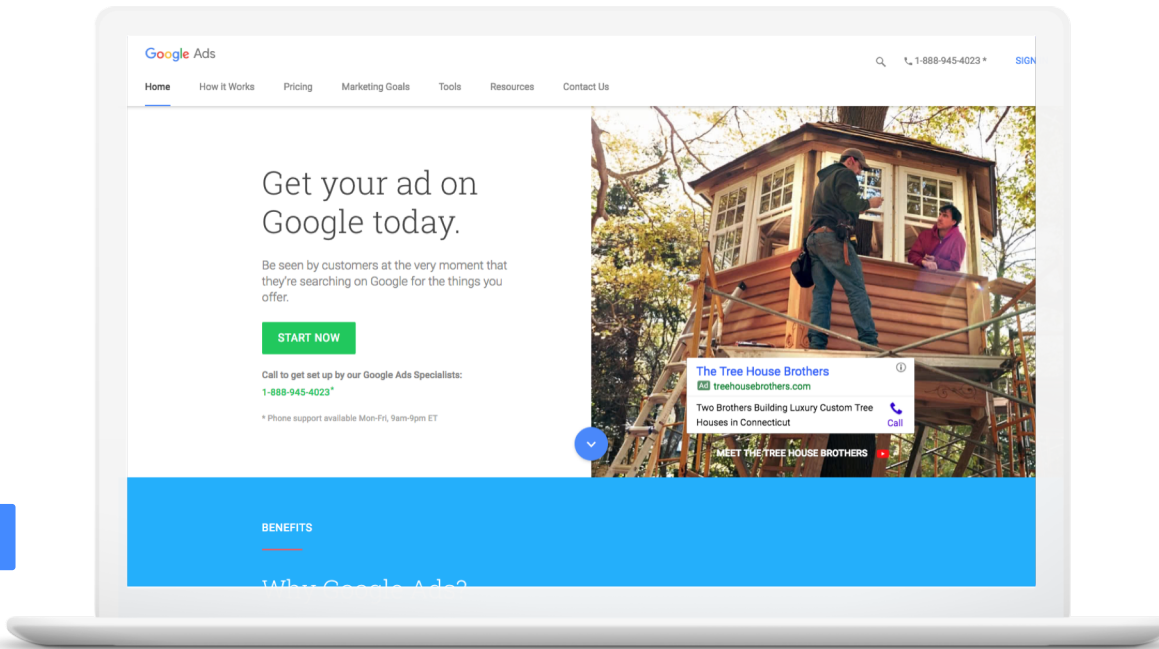 Google Ads
1-888-945-4023 *
SIGN
Home How it Works Pricing Marketing Goals Tools Resources Contact Us
Get your ad on
Google today.
Be seen by customers at the very moment that
they're searching on Google for the things you
offer.
START NOW
Call to get set up by our Google Ads Specialists:
1-888-945-4023*
* Phone support available Mon-Fri, 9am-9pm ET
The Tree House Brothers
Ad treehousebrothers.com
Two Brothers Building Luxury Custom Tree
Houses in Connecticut
Call
MEET THE TREE HOUSE BROTHERS
BENEFITS
Why Google Ads?